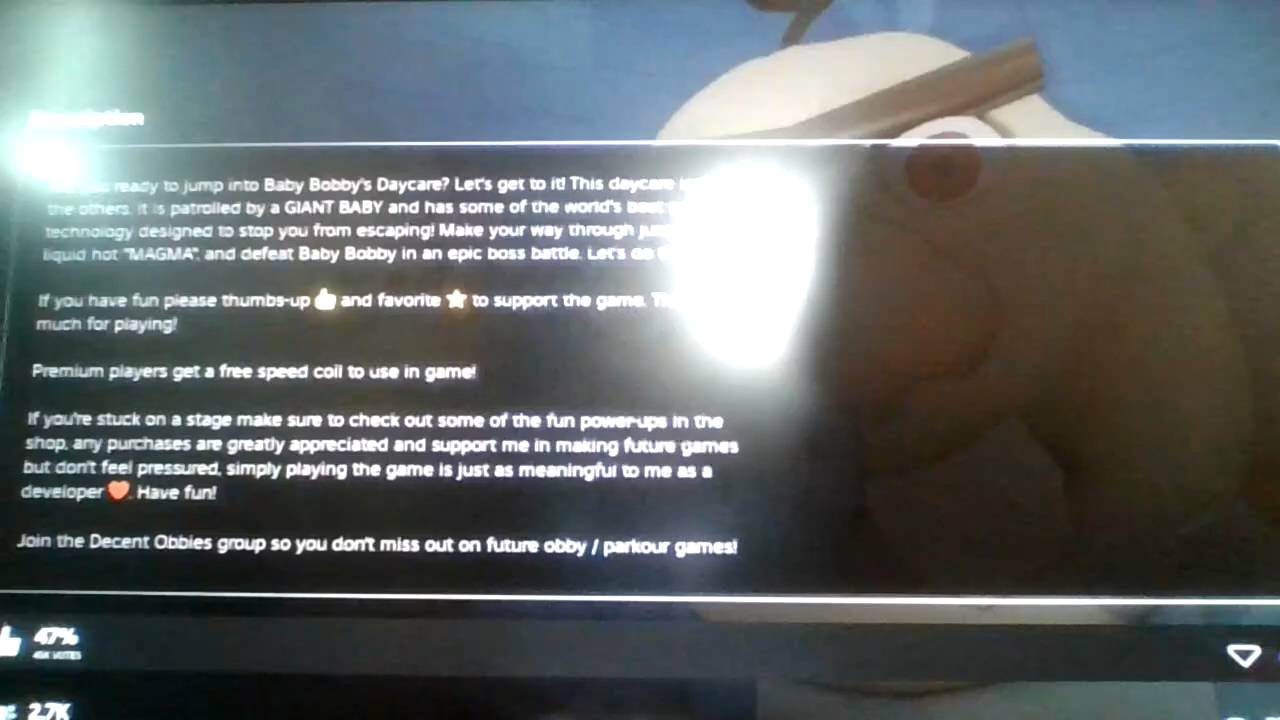 Description
ready to jump into Baby Bobby's Daycare? Let's get to it! This daycare
the others, it is patrolled by a GIANT BABY and has some of the world's best
technology designed to stop you from escaping! Make your way through
liquid hot "MAGMA", and defeat Baby Bobby in an epic boss battle. Let's do
If you have fun please thumbs-up 👍 and favorite ⭐ to support the game.
much for playing!
Premium players get a free speed coil to use in game!
If you're stuck on a stage make sure to check out some of the fun power-ups in the
shop, any purchases are greatly appreciated and support me in making future games
but don't feel pressured, simply playing the game is just as meaningful to me as a
developer ❤️. Have fun!
Join the Decent Obbies group so you don't miss out on future obby / parkour games!
47%
VOTES
2.7K